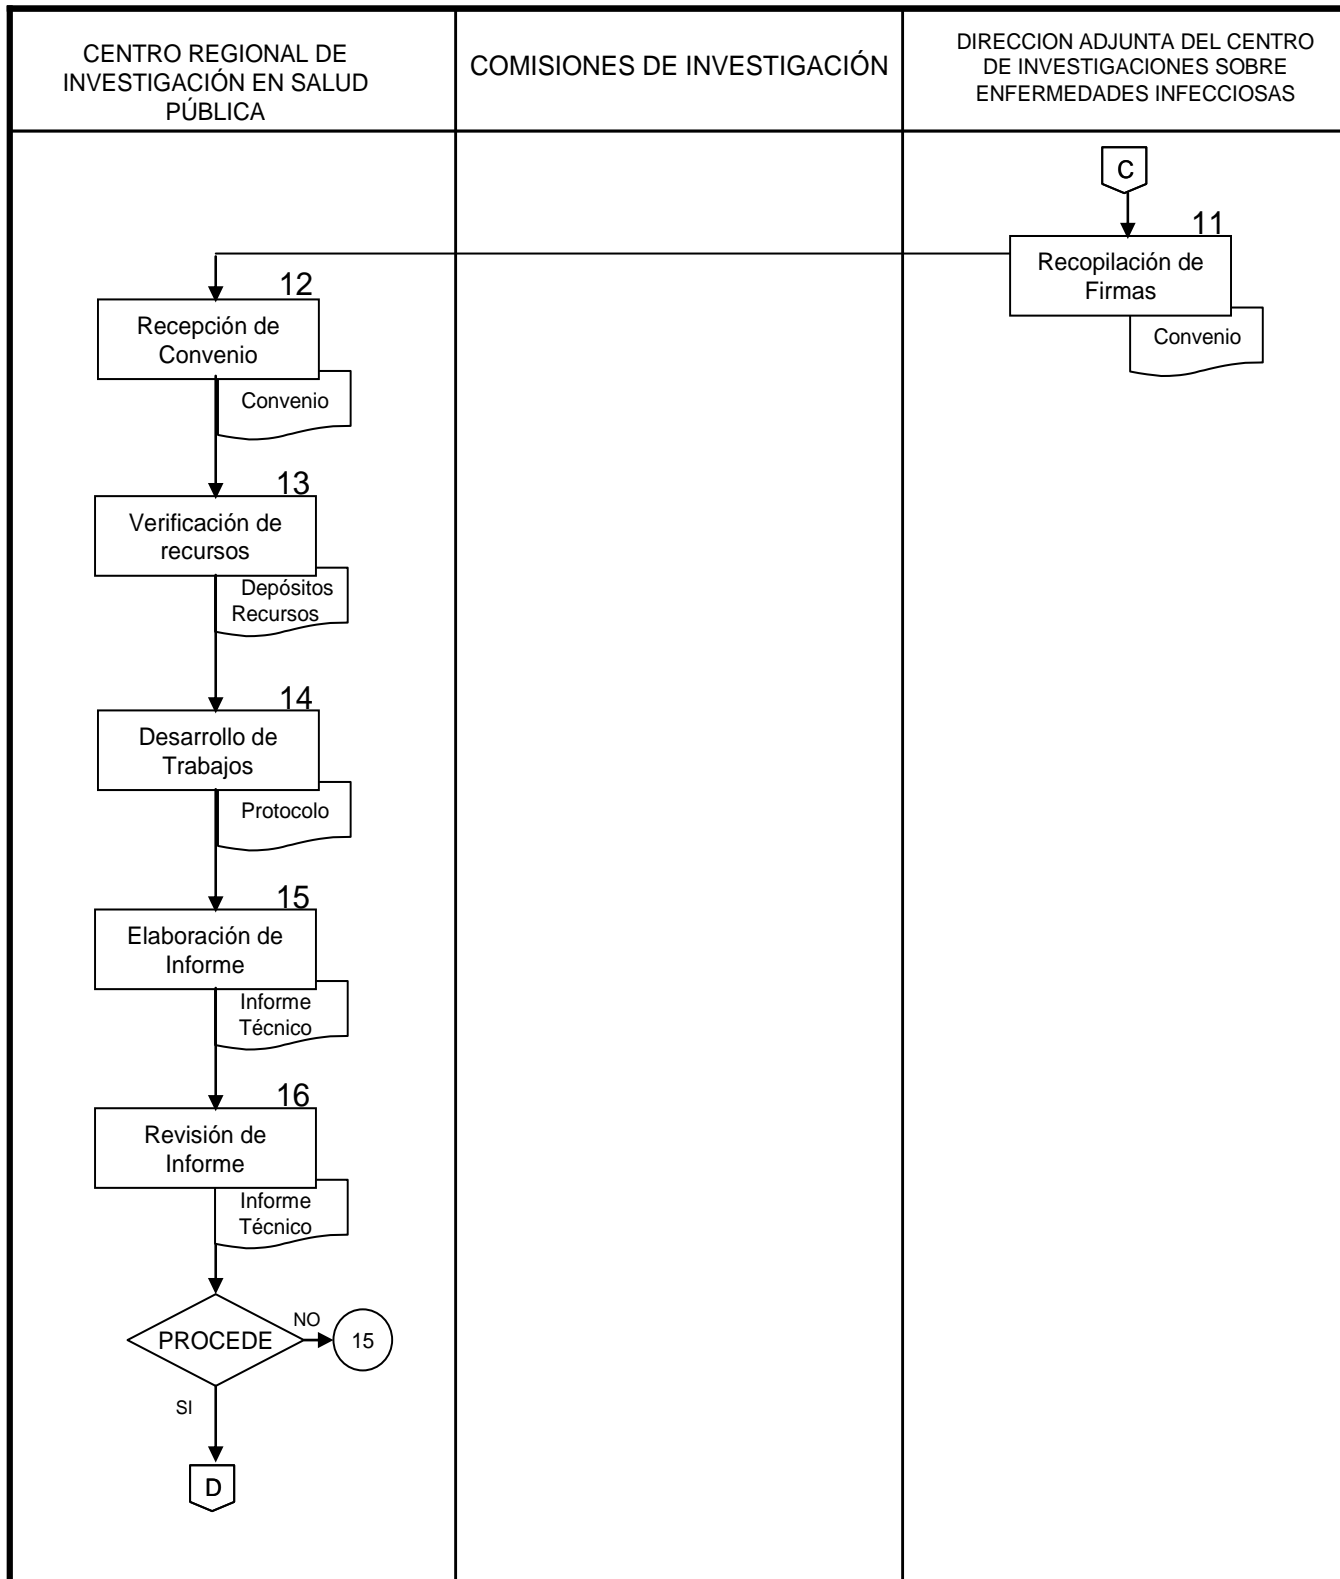 CENTRO REGIONAL DE
INVESTIGACIÓN EN SALUD
PÚBLICA
COMISIONES DE INVESTIGACIÓN
DIRECCION ADJUNTA DEL CENTRO
DE INVESTIGACIONES SOBRE
ENFERMEDADES INFECCIOSAS
C
11
Recopilación de
Firmas
Convenio
12
Recepción de
Convenio
Convenio
13
Verificación de
recursos
Depósitos
Recursos
14
Desarrollo de
Trabajos
Protocolo
15
Elaboración de
Informe
Informe
Técnico
16
Revisión de
Informe
Informe
Técnico
PROCEDE
NO
15
SI
D